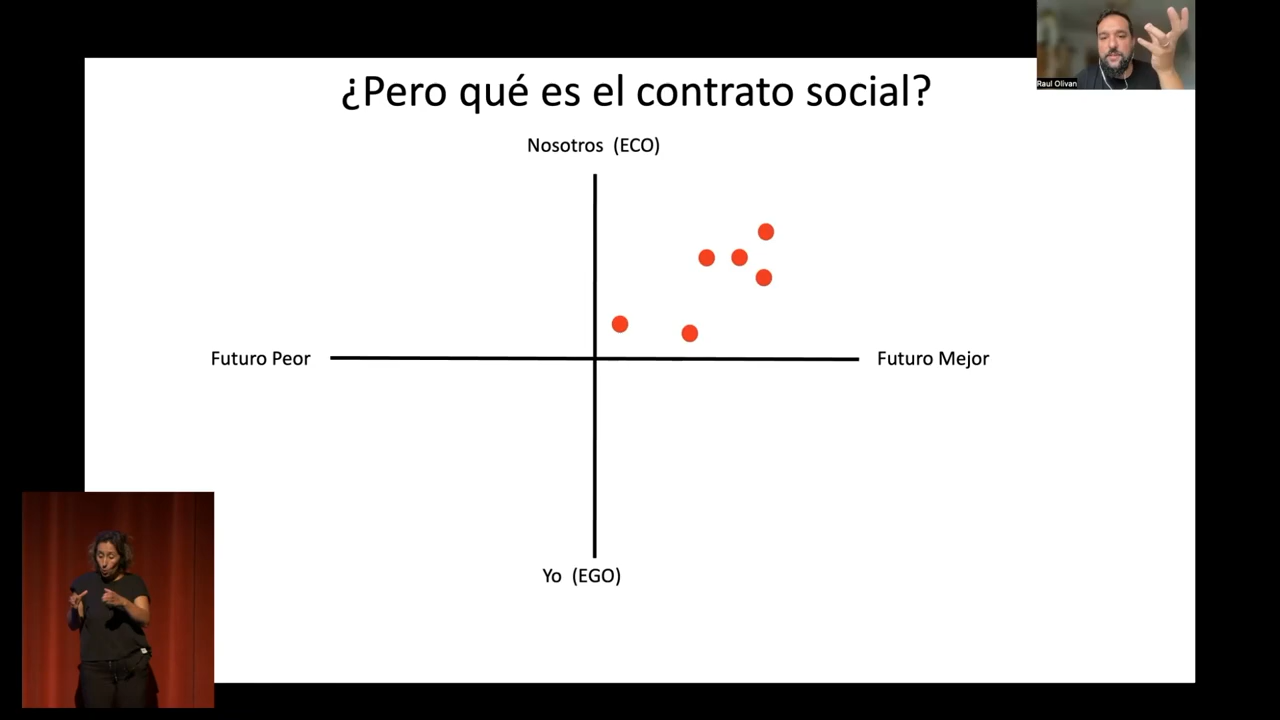 ¿Pero qué es el contrato social?
Raul Olivan
Nosotros (ECO)
Futuro Peor
Futuro Mejor
Yo (EGO)